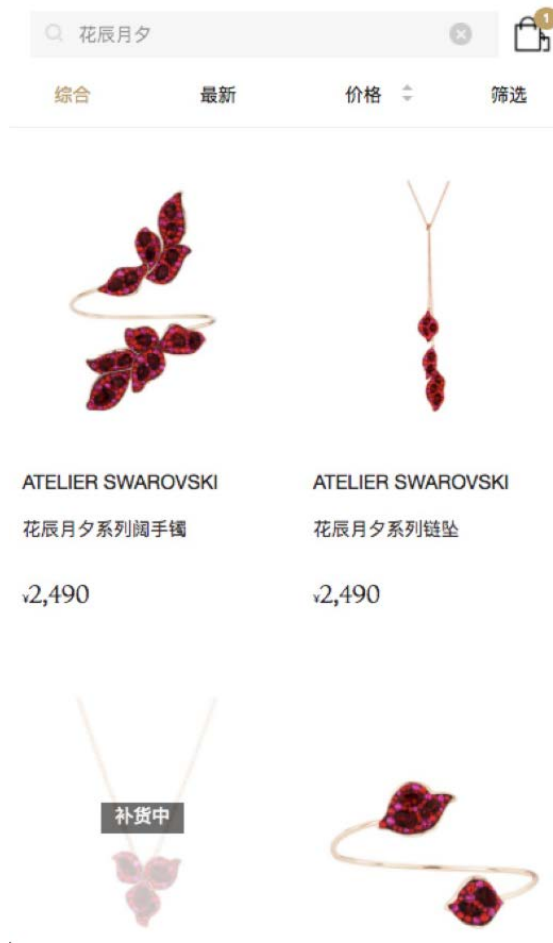 花辰月夕
1
综合 最新 价格 筛选
ATELIER SWAROVSKI
花辰月夕系列阔手镯
¥2,490
ATELIER SWAROVSKI
花辰月夕系列链坠
¥2,490
补货中